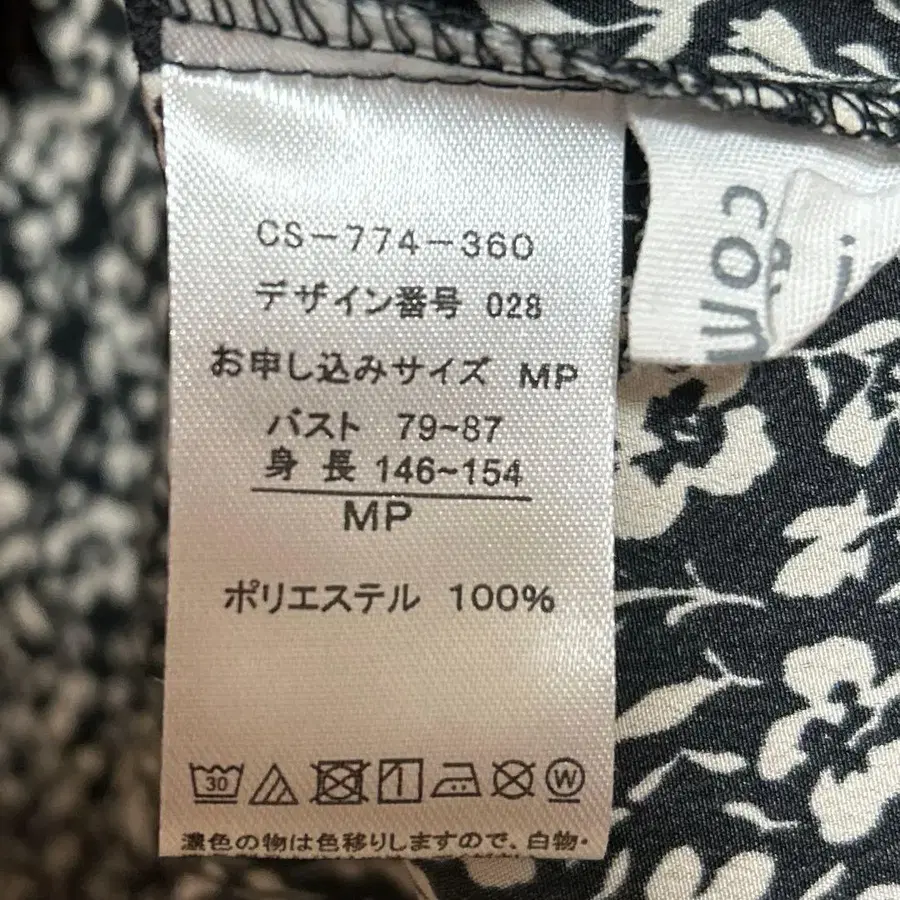 CS-774-360
デザイン番号 028
お申し込みサイズ MP
バスト 79~87
身長 146~154
MP
ポリエステル 100%
30
W
濃色の物は色移りしますので、白物・
com